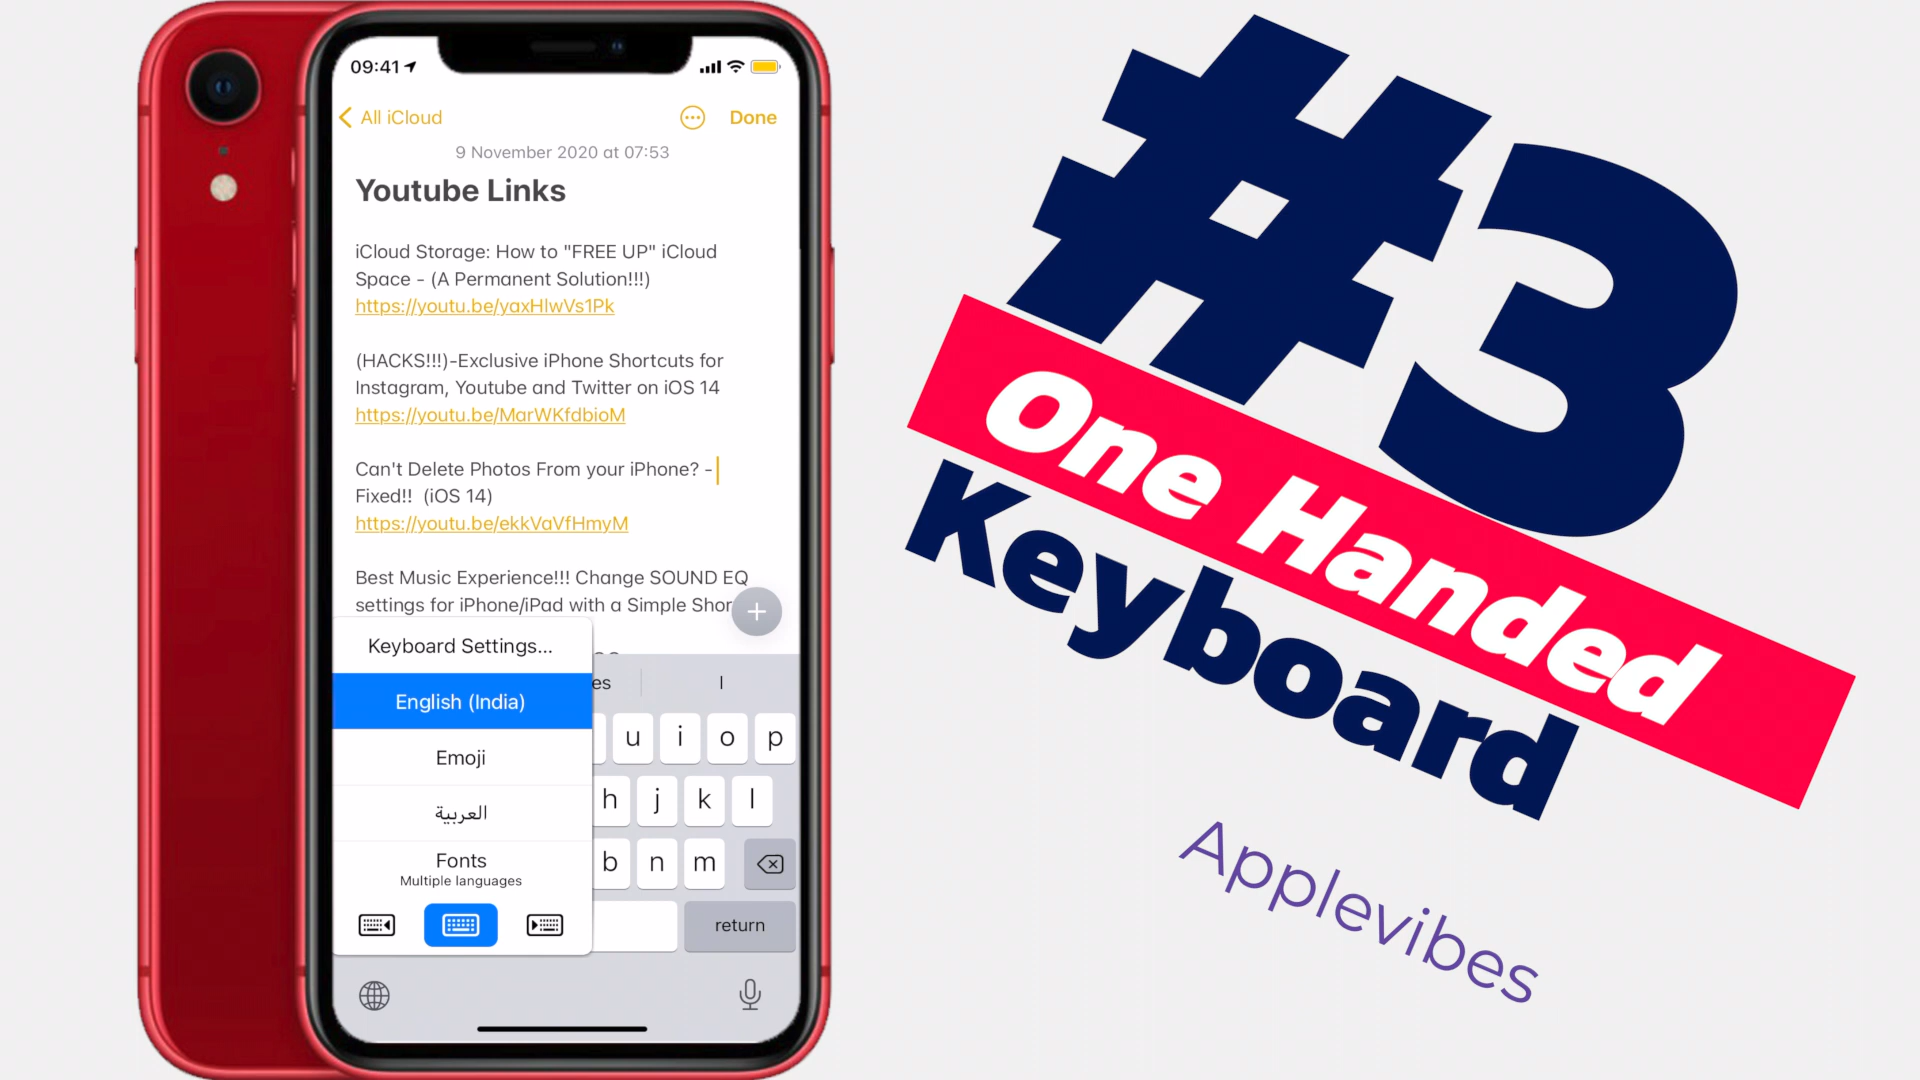 09:41
All iCloud
Done
9 November 2020 at 07:53
Youtube Links
iCloud Storage: How to "FREE UP" iCloud
Space - (A Permanent Solution!!!)
https://youtu.be/yaxHlwVs1Pk
(HACKS!!!)-Exclusive iPhone Shortcuts for
Instagram, Youtube and Twitter on iOS 14
https://youtu.be/MarWKfdbioM
Can't Delete Photos From your iPhone? -
Fixed!! (iOS 14)
https://youtu.be/ekkVaVfHmyM
Best Music Experience!!! Change SOUND EQ
settings for iPhone/iPad with a Simple Shor
Keyboard Settings...
English (India)
Emoji
العربية
Fonts
Multiple languages
es I
u i o p
h j k l
b n m
return
#3
One Handed
Keyboard
Applevibes